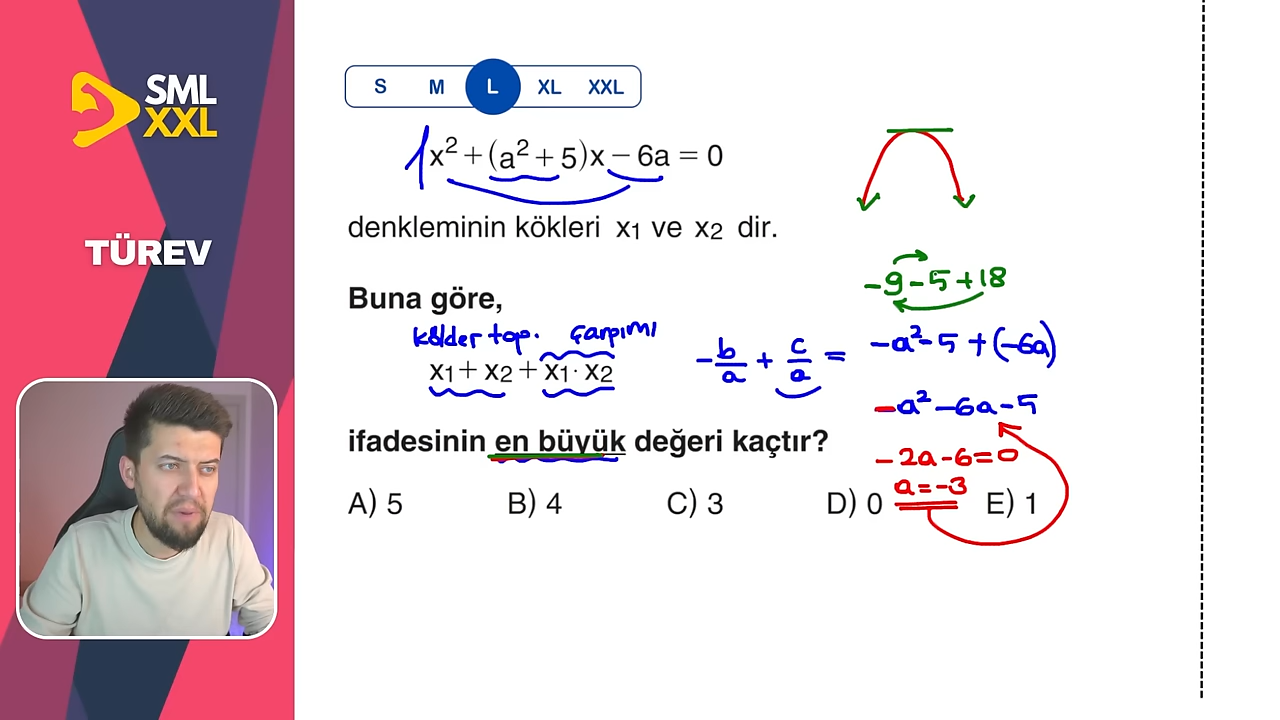 SML
XXL
TÜREV
S M L XL XXL
1x² + (a² + 5)x − 6a = 0
denkleminin kökleri x₁ ve x₂ dir.
Buna göre,
kökler top. çarpımı
x₁ + x₂ + x₁ · x₂
-b/a + c/a = -a² - 5 + (-6a)
-a² - 6a - 5
-2a - 6 = 0
a = -3
-9 - 5 + 18
ifadesinin en büyük değeri kaçtır?
A) 5 B) 4 C) 3 D) 0 E) 1